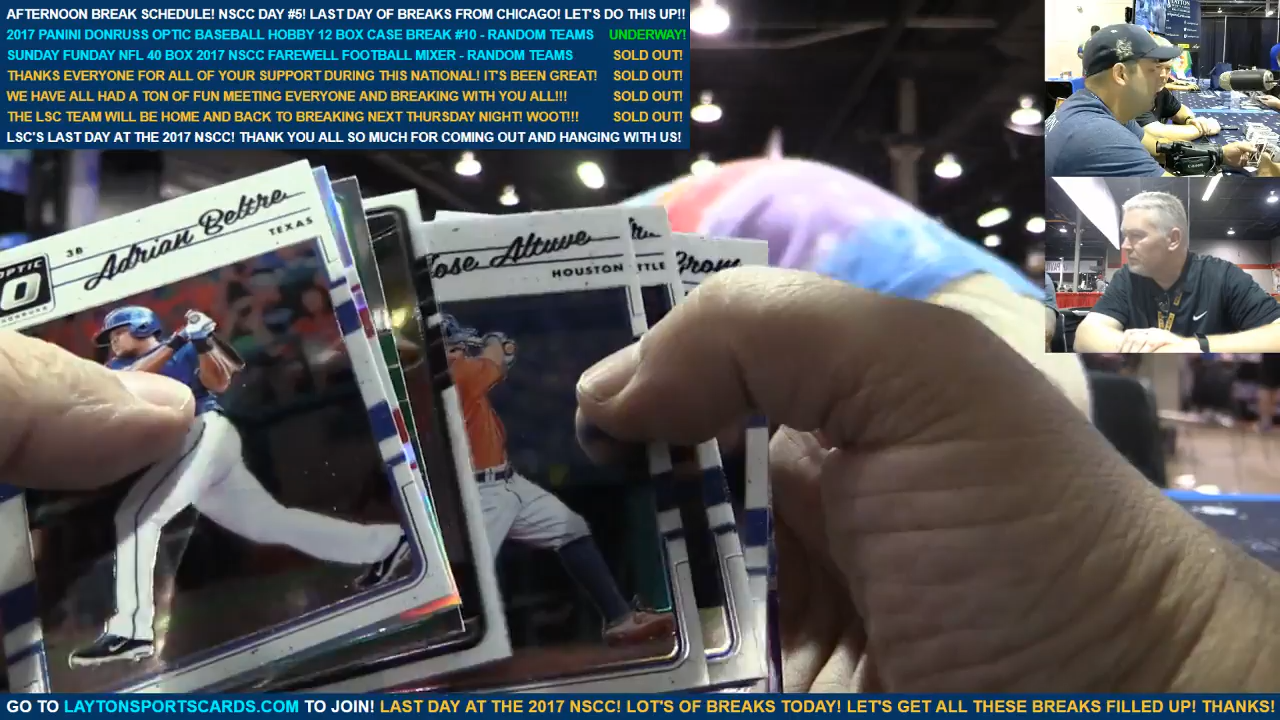 AFTERNOON BREAK SCHEDULE! NSCC DAY #5! LAST DAY OF BREAKS FROM CHICAGO! LET'S DO THIS UP!!
2017 PANINI DONRUSS OPTIC BASEBALL HOBBY 12 BOX CASE BREAK #10 - RANDOM TEAMS UNDERWAY!
SUNDAY FUNDAY NFL 40 BOX 2017 NSCC FAREWELL FOOTBALL MIXER - RANDOM TEAMS SOLD OUT!
THANKS EVERYONE FOR ALL OF YOUR SUPPORT DURING THIS NATIONAL! IT'S BEEN GREAT! SOLD OUT!
WE HAVE ALL HAD A TON OF FUN MEETING EVERYONE AND BREAKING WITH YOU ALL!!! SOLD OUT!
THE LSC TEAM WILL BE HOME AND BACK TO BREAKING NEXT THURSDAY NIGHT! WOOT!!! SOLD OUT!
LSC'S LAST DAY AT THE 2017 NSCC! THANK YOU ALL SO MUCH FOR COMING OUT AND HANGING WITH US!
OPTIC
3B Adrian Beltre
TEXAS
Jose Altuve
HOUSTON
GO TO LAYTONSPORTSCARDS.COM TO JOIN! LAST DAY AT THE 2017 NSCC! LOT'S OF BREAKS TODAY! LET'S GET ALL THESE BREAKS FILLED UP! THANKS!